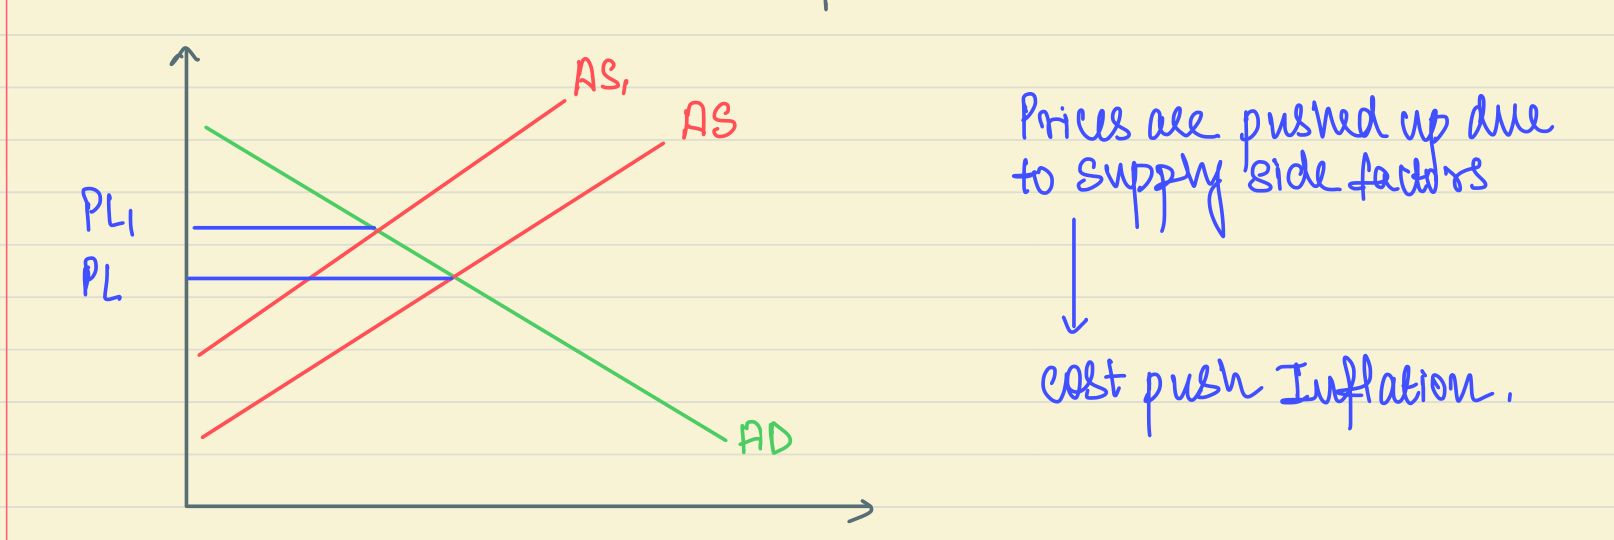 AS₁
AS
PL₁
PL
AD
Prices are pushed up due
to supply side factors
Cost push Inflation.